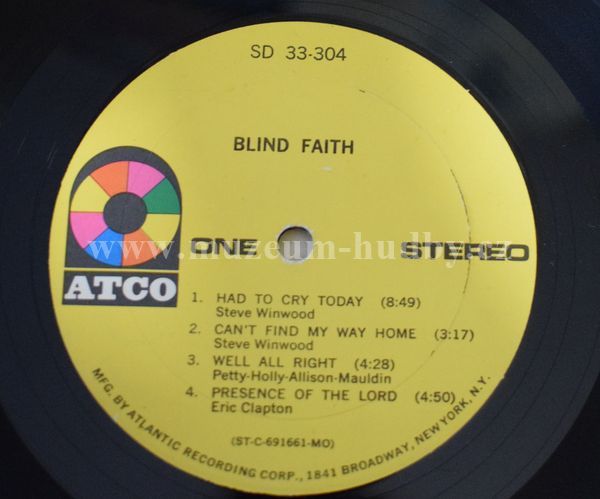 SD 33-304
BLIND FAITH
ATCO
ONE STEREO
1. HAD TO CRY TODAY (8:49)
Steve Winwood
2. CAN'T FIND MY WAY HOME (3:17)
Steve Winwood
3. WELL ALL RIGHT (4:28)
Petty-Holly-Allison-Mauldin
4. PRESENCE OF THE LORD (4:50)
Eric Clapton
(ST-C-691661-MO)
MFG. BY ATLANTIC RECORDING CORP., 1841 BROADWAY, NEW YORK, N.Y.